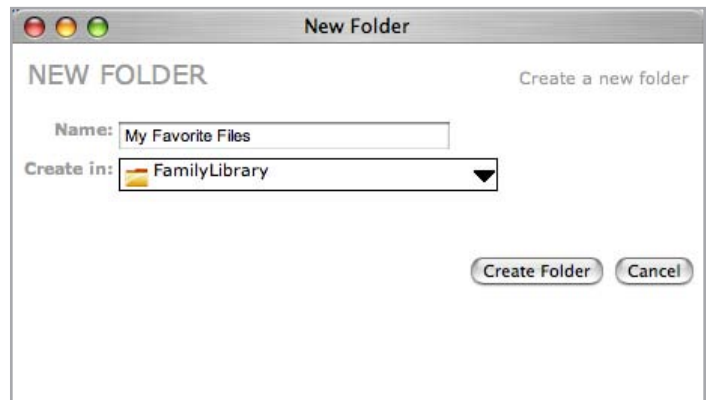 New Folder
NEW FOLDER
Create a new folder
Name: My Favorite Files
Create in: FamilyLibrary
Create Folder Cancel